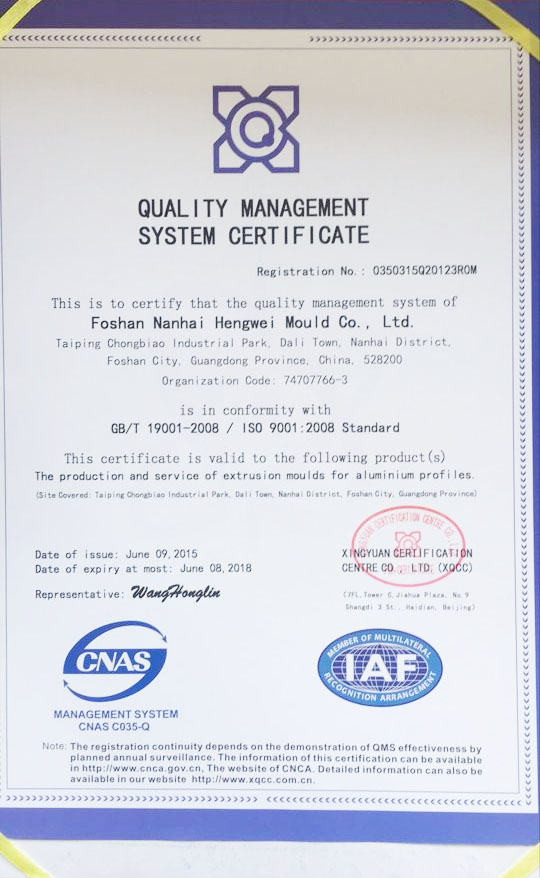 QUALITY MANAGEMENT
SYSTEM CERTIFICATE
Registration No.: 0350315Q20123ROM
This is to certify that the quality management system of
Foshan Nanhai Hengwei Mould Co., Ltd.
Taiping Chongbiao Industrial Park, Dali Town, Nanhai District,
Foshan City, Guangdong Province, China, 528200
Organization Code: 74707766-3
is in conformity with
GB/T 19001-2008 / ISO 9001:2008 Standard
This certificate is valid to the following product(s)
The production and service of extrusion moulds for aluminium profiles.
(Site Covered: Taiping Chongbiao Industrial Park, Dali Town, Nanhai District, Foshan City, Guangdong Province)
Date of issue: June 09,2015
Date of expiry at most: June 08,2018
Representative: WangHonglin
XINGYUAN CERTIFICATION
CENTRE CO., LTD. (XQCC)
Tower C, Jiahua Plaza, No.9
Shangdi 3 St., Haidian, Beijing)
CNAS
MANAGEMENT SYSTEM
CNAS C035-Q
MEMBER OF MULTILATERAL
IAF
RECOGNITION ARRANGEMENT
Note: The registration continuity depends on the demonstration of QMS effectiveness by
planned annual surveillance. The information of this certification can be available
in http://www.cnca.gov.cn, The website of CNCA. Detailed information can also be
available in our website http://www.xqcc.com.cn.